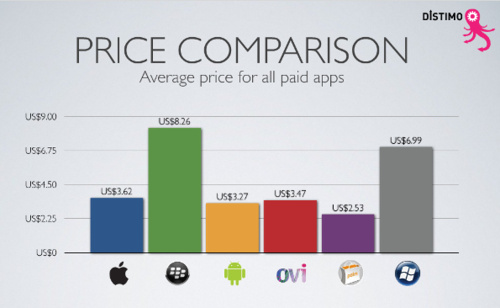 DISTIMO
PRICE COMPARISON
Average price for all paid apps
US$9.00
US$8.26
US$6.99
US$6.75
US$4.50
US$3.62
US$3.27
US$3.47
US$2.53
US$2.25
US$0
ovi